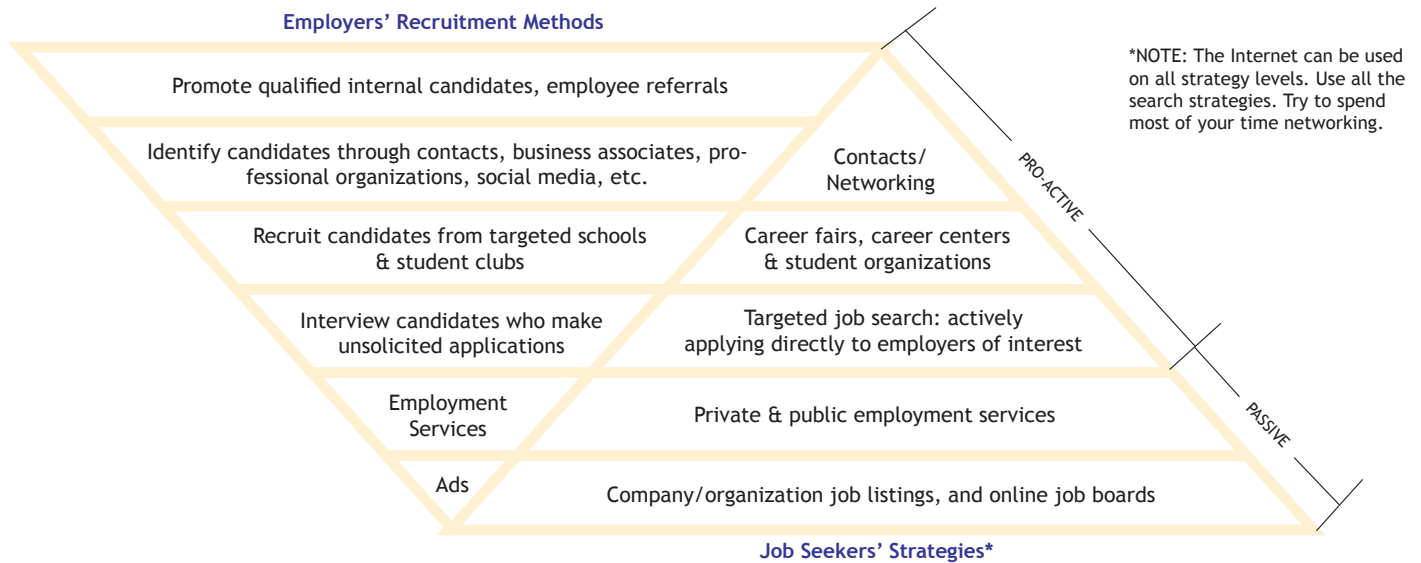 Employers’ Recruitment Methods
*NOTE: The Internet can be used
on all strategy levels. Use all the
search strategies. Try to spend
most of your time networking.
Promote qualified internal candidates, employee referrals
Identify candidates through contacts, business associates, pro-
fessional organizations, social media, etc.
Contacts/
Networking
PRO-ACTIVE
Recruit candidates from targeted schools
& student clubs
Career fairs, career centers
& student organizations
Interview candidates who make
unsolicited applications
Targeted job search: actively
applying directly to employers of interest
Employment
Services
Private & public employment services
PASSIVE
Ads
Company/organization job listings, and online job boards
Job Seekers’ Strategies*